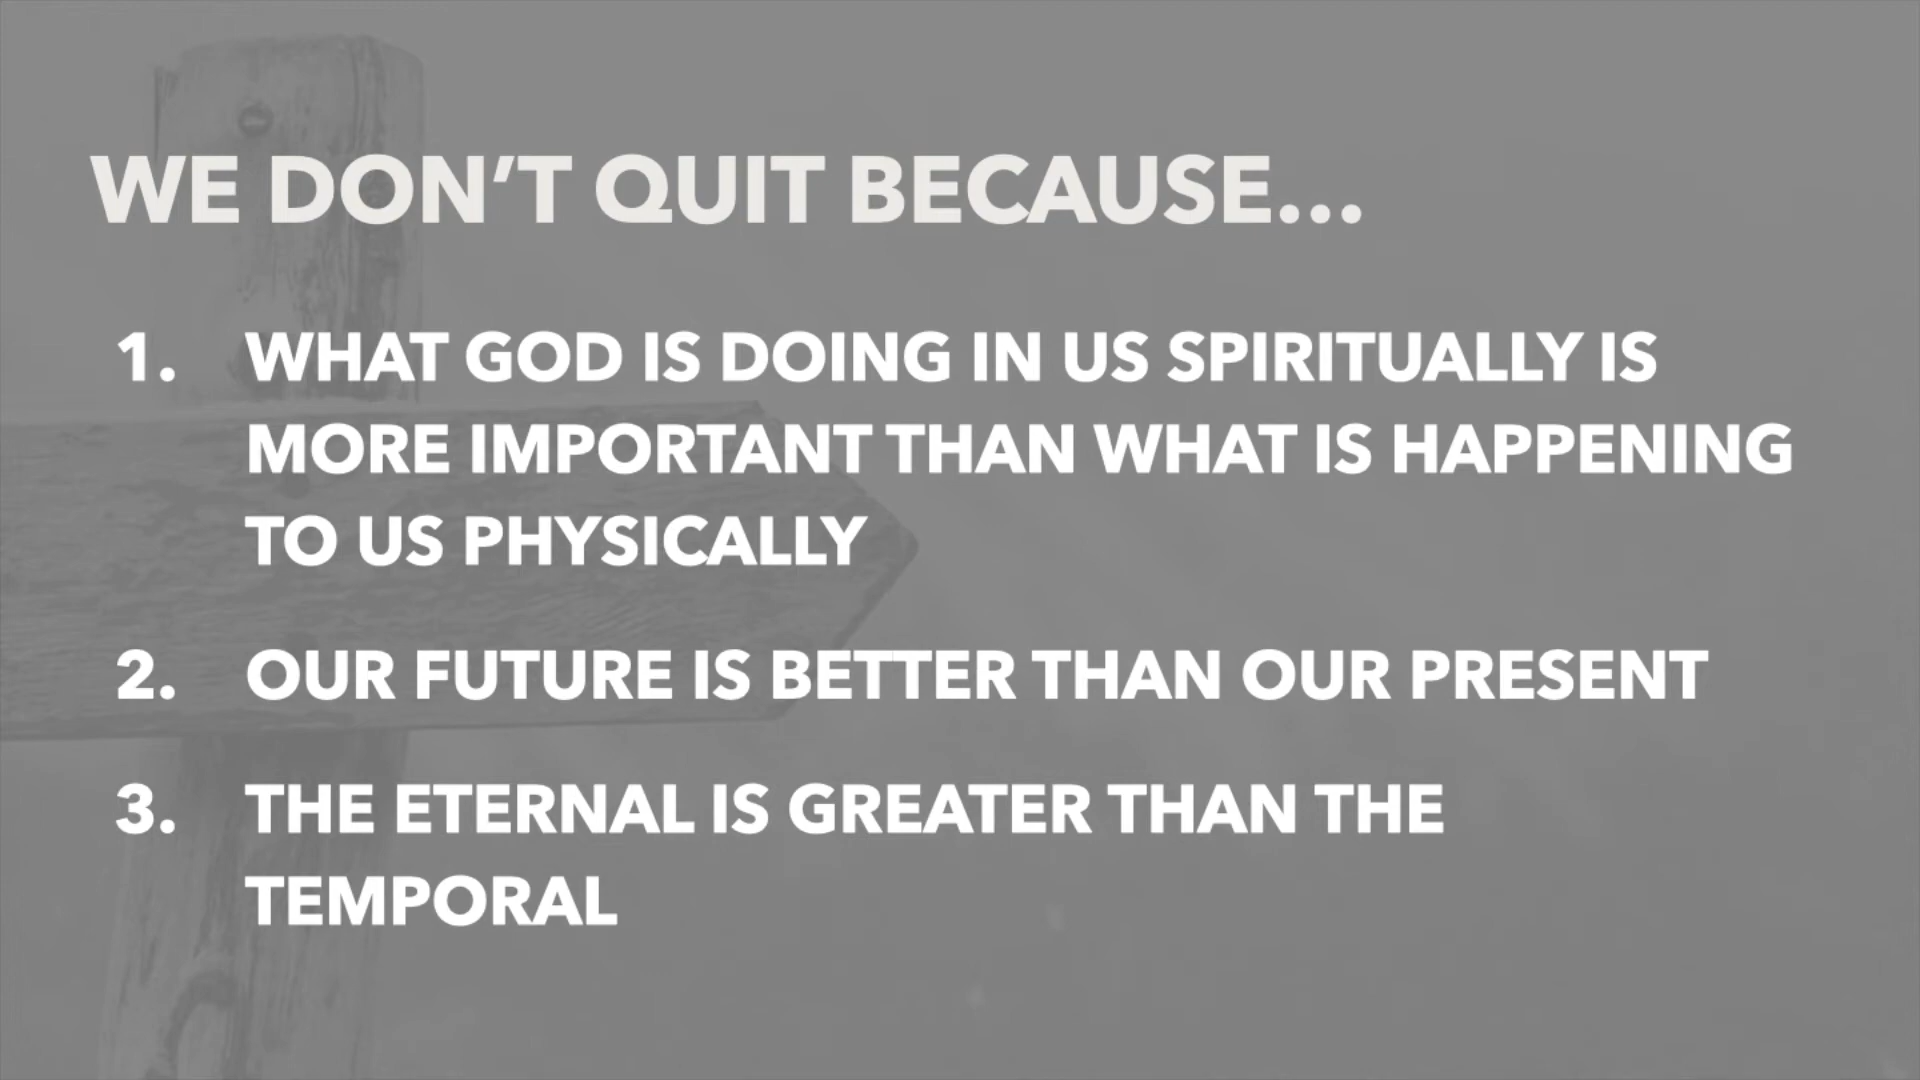 WE DON’T QUIT BECAUSE...
1. WHAT GOD IS DOING IN US SPIRITUALLY IS
MORE IMPORTANT THAN WHAT IS HAPPENING
TO US PHYSICALLY
2. OUR FUTURE IS BETTER THAN OUR PRESENT
3. THE ETERNAL IS GREATER THAN THE
TEMPORAL